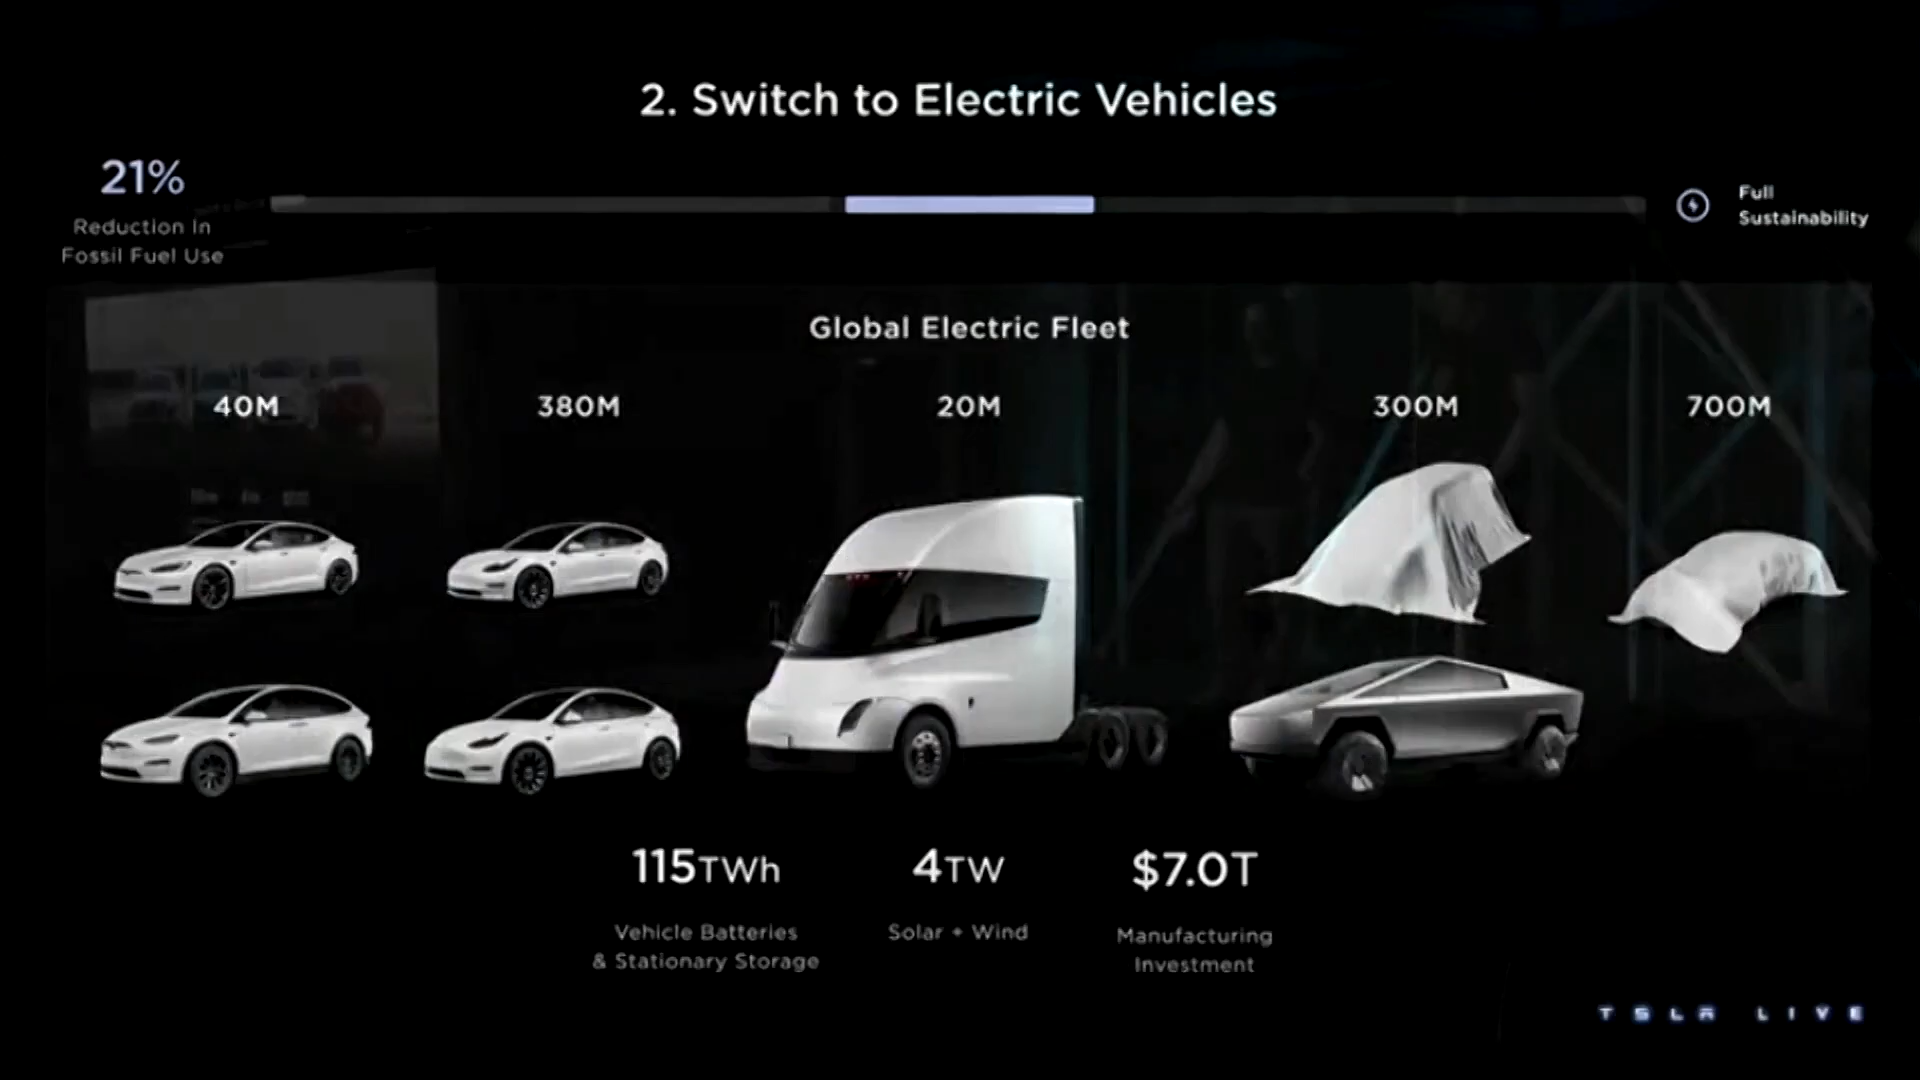 2. Switch to Electric Vehicles
21%
Reduction In
Fossil Fuel Use
Full
Sustainability
Global Electric Fleet
40M
380M
20M
300M
700M
115TWh
4TW
$7.0T
Vehicle Batteries
& Stationary Storage
Solar + Wind
Manufacturing
Investment
TSLA LIVE